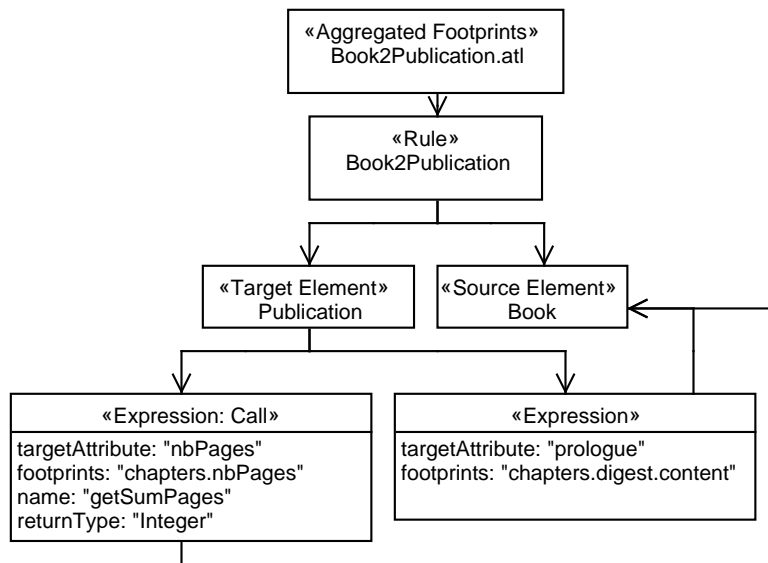 «Aggregated Footprints»
Book2Publication.atl
«Rule»
Book2Publication
«Target Element»
Publication
«Source Element»
Book
«Expression: Call»
targetAttribute: "nbPages"
footprints: "chapters.nbPages"
name: "getSumPages"
returnType: "Integer"
«Expression»
targetAttribute: "prologue"
footprints: "chapters.digest.content"